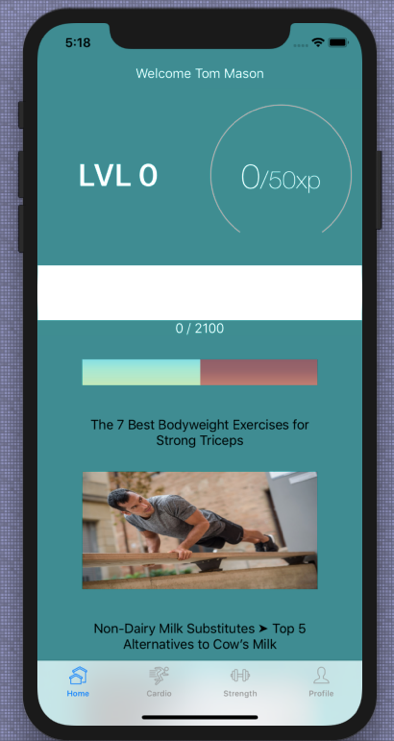 5:18
Welcome Tom Mason
LVL 0
0/50xp
0 / 2100
The 7 Best Bodyweight Exercises for
Strong Triceps
Non-Dairy Milk Substitutes ➤ Top 5
Alternatives to Cow's Milk
Home
Cardio
Strength
Profile